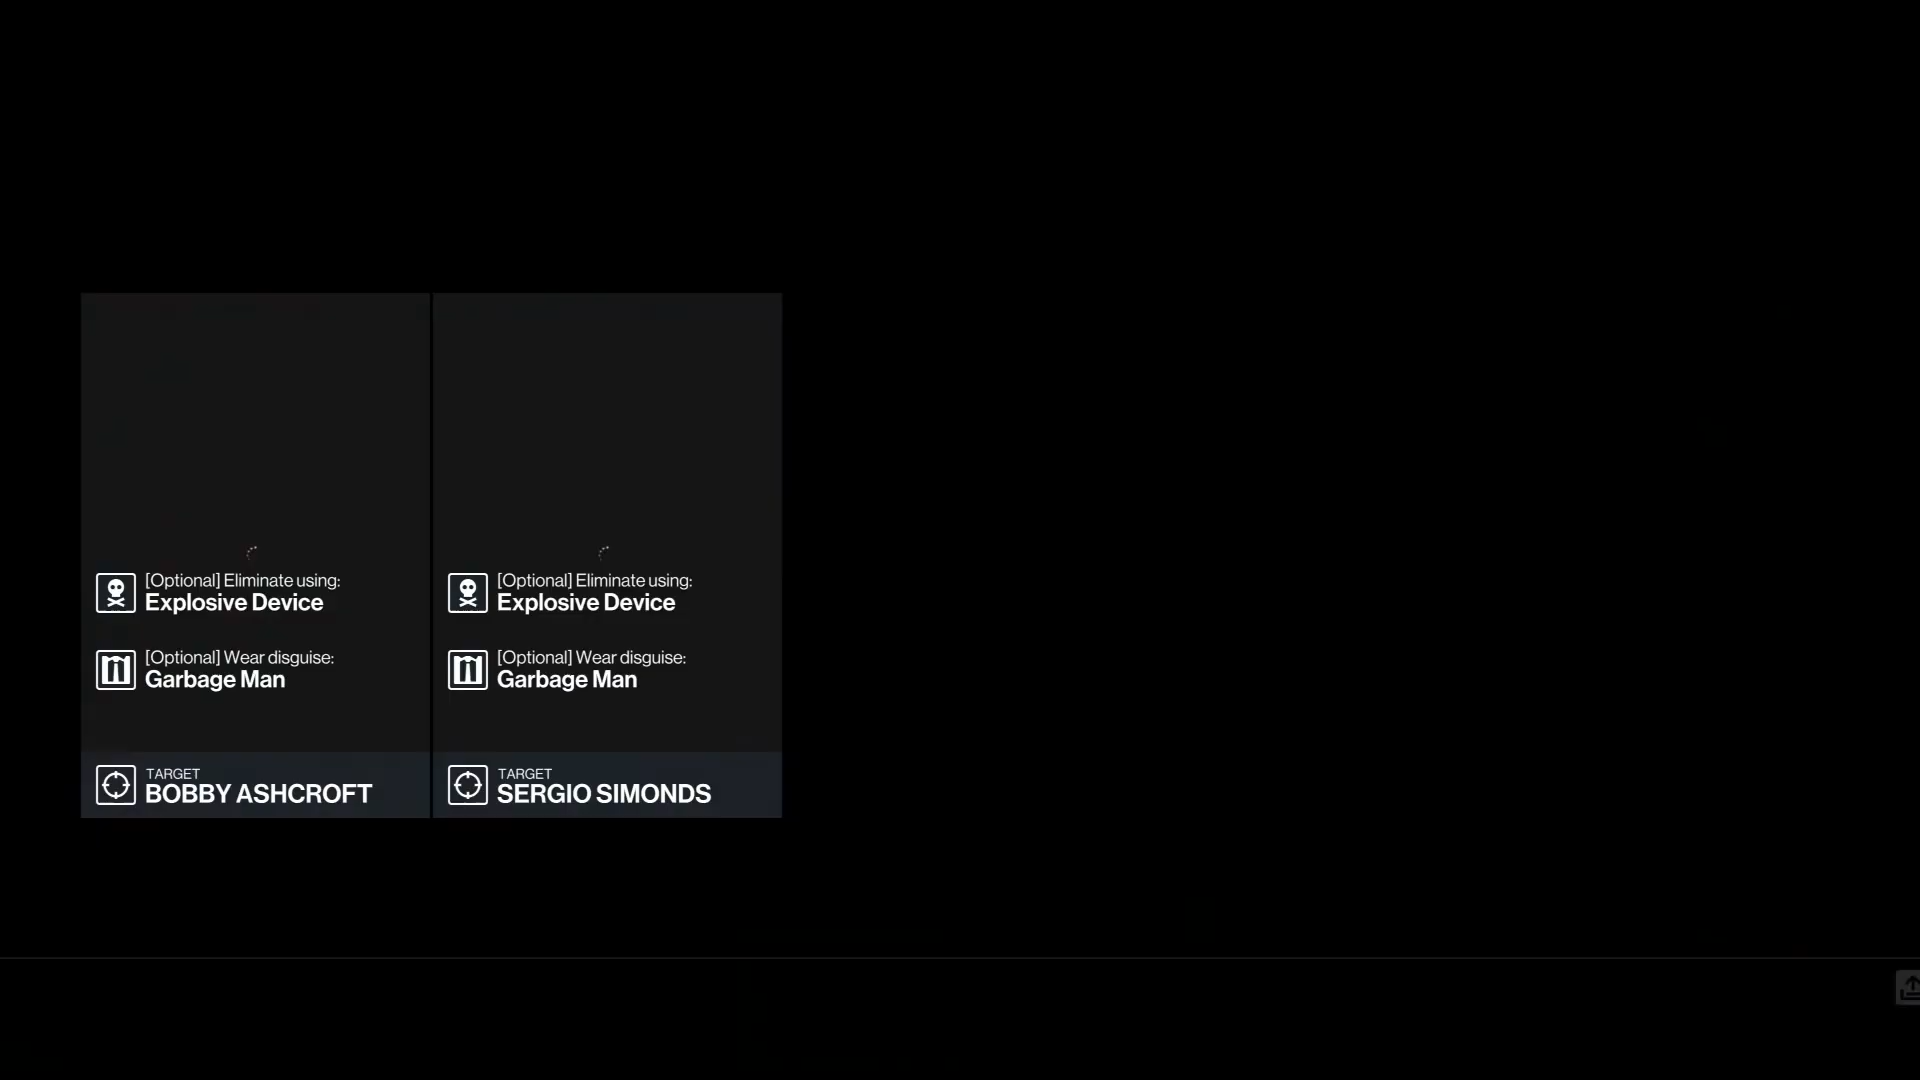 [Optional] Eliminate using:
Explosive Device
[Optional] Wear disguise:
Garbage Man
TARGET
BOBBY ASHCROFT
[Optional] Eliminate using:
Explosive Device
[Optional] Wear disguise:
Garbage Man
TARGET
SERGIO SIMONDS